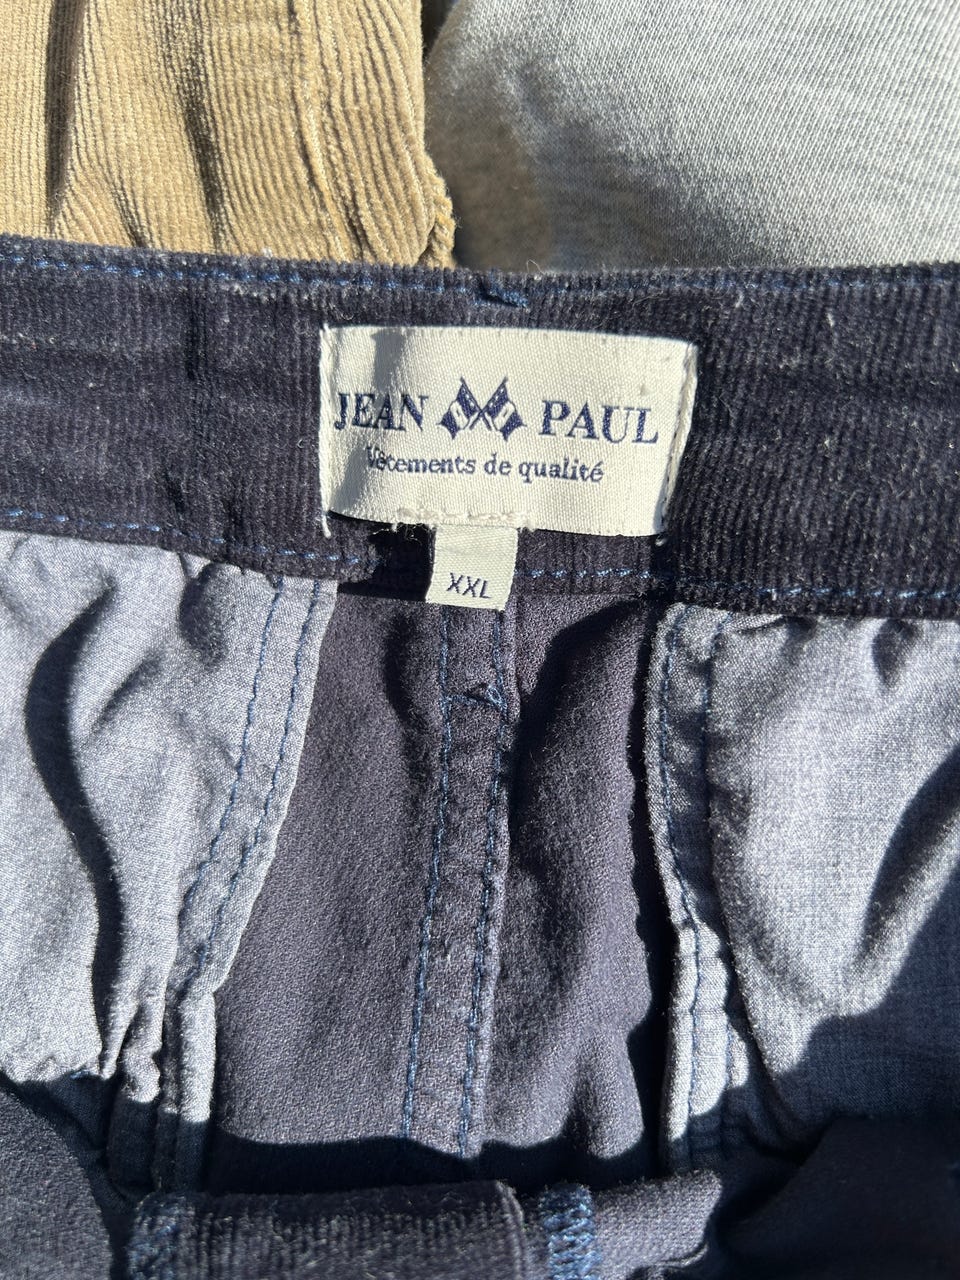 JEAN PAUL
Vêtements de qualité
XXL